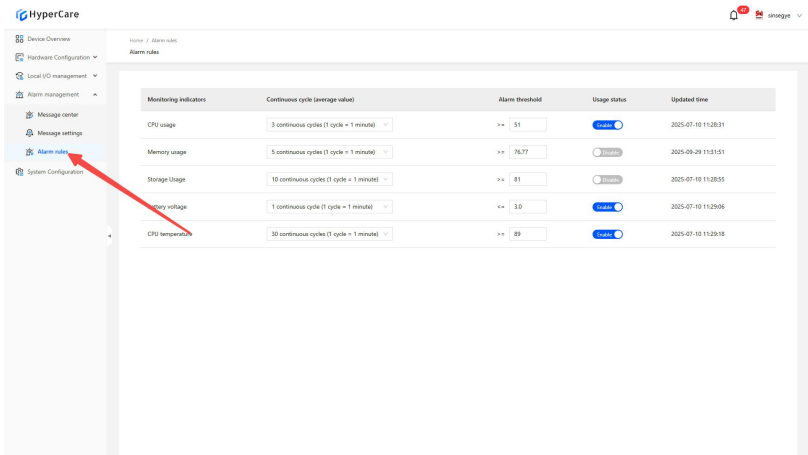 HyperCare
47
sinsegye
Device Overview
Hardware Configuration
Local I/O management
Alarm management
Message center
Message settings
Alarm rules
System Configuration
Home / Alarm rules
Alarm rules
Monitoring indicators Continuous cycle (average value) Alarm threshold Usage status Updated time
CPU usage 3 continuous cycles (1 cycle = 1 minute) >= 51 Enable 2025-07-10 11:28:31
Memory usage 5 continuous cycles (1 cycle = 1 minute) >= 76.77 Disable 2025-09-29 11:31:51
Storage Usage 10 continuous cycles (1 cycle = 1 minute) >= 81 Disable 2025-07-10 11:28:55
Battery voltage 1 continuous cycle (1 cycle = 1 minute) <= 3.0 Enable 2025-07-10 11:29:06
CPU temperature 30 continuous cycles (1 cycle = 1 minute) >= 89 Enable 2025-07-10 11:29:18